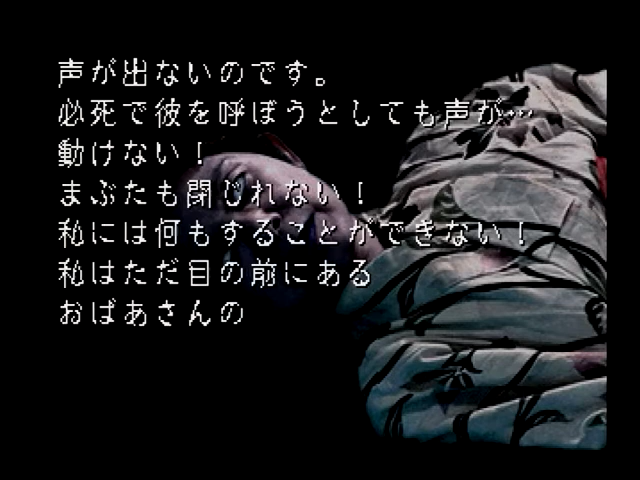 声が出ないのです。
必死で彼を呼ぼうとしても声が…
動けない！
まぶたも閉じれない！
私には何もすることができない！
私はただ目の前にある
おばあさんの